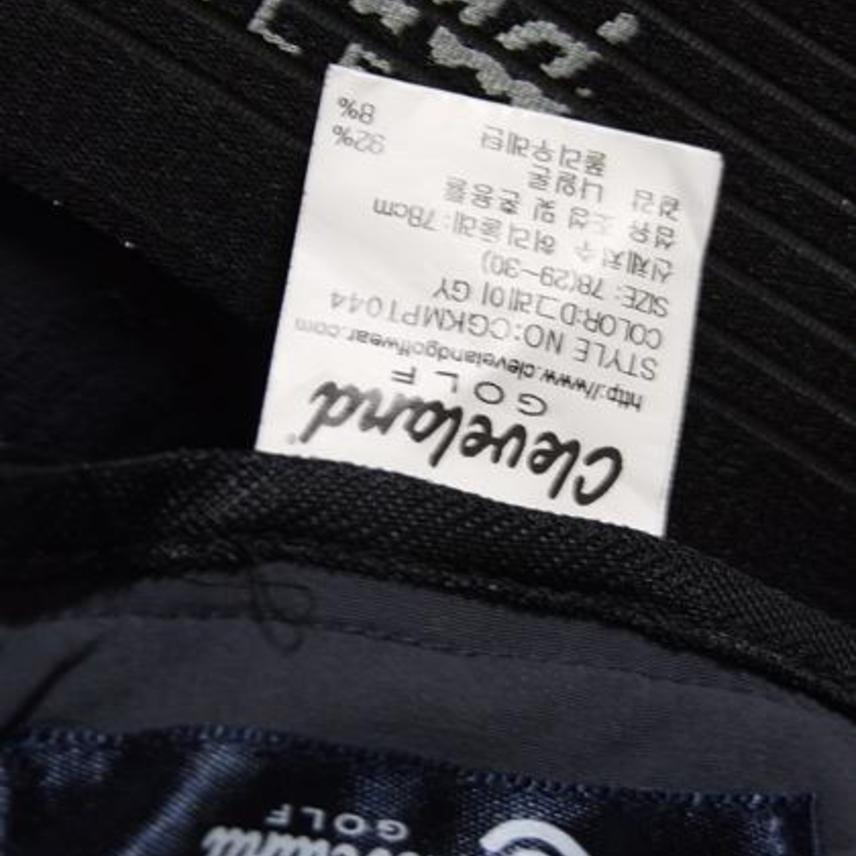 Cleveland
GOLF
http://www.clevelandgolfwear.com
STYLE NO:CGKMPT044
COLOR:D그레이 GY
SIZE: 78(29~30)
신체치수 허리둘레:78cm
섬유의 조성 및 혼용율
겉감 나일론 92%
폴리우레탄 8%
GOLF